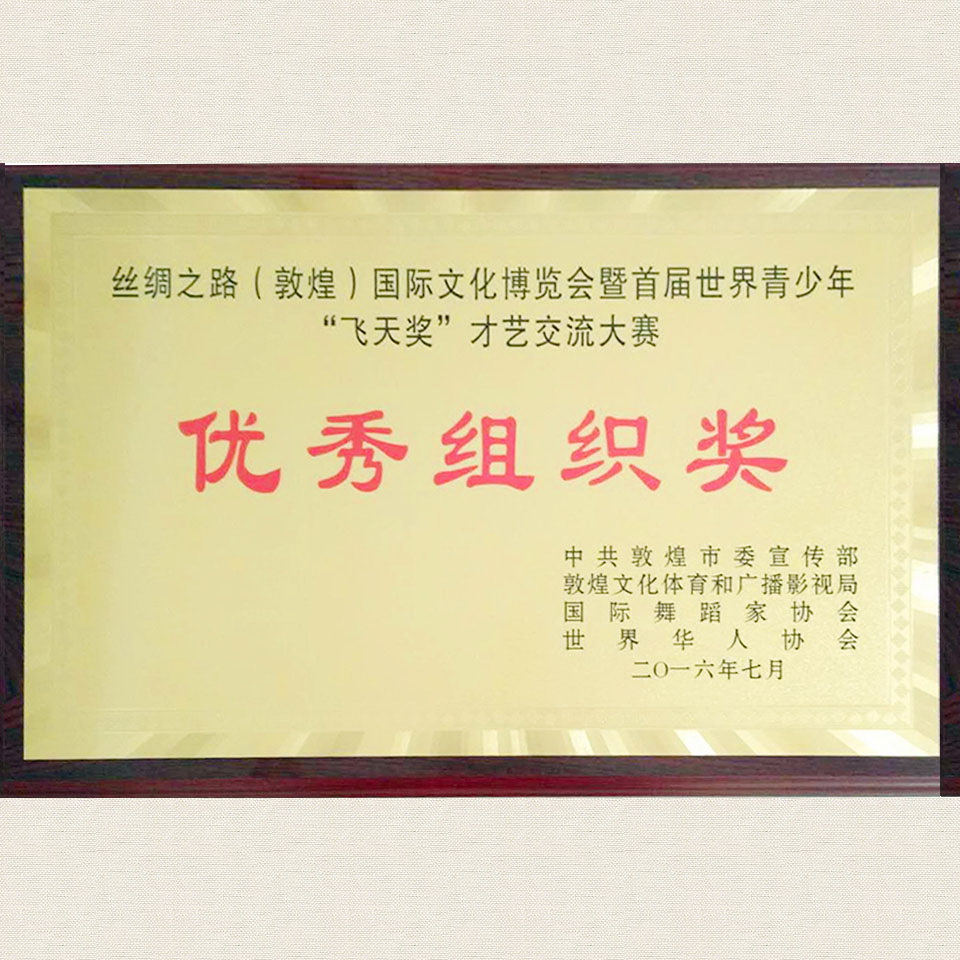 丝绸之路（敦煌）国际文化博览会暨首届世界青少年
“飞天奖”才艺交流大赛
优秀组织奖
中共敦煌市委宣传部
敦煌文化体育和广播影视局
国际舞蹈家协会
世界华人协会
二〇一六年七月